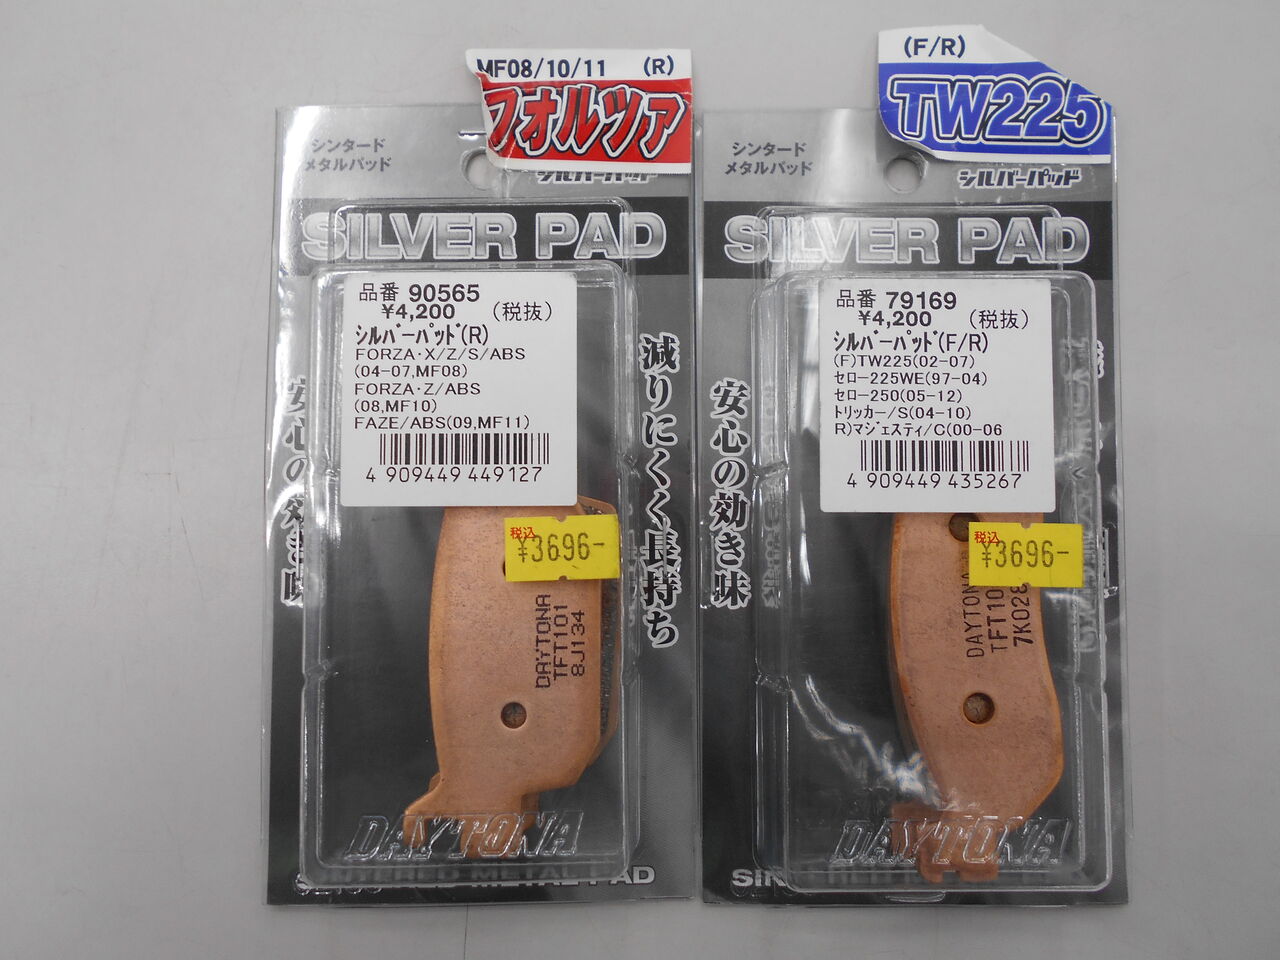 MF08/10/11 (R)
フォルツァ
シンタード
メタルパッド
シルバーパッド
SILVER PAD
品番 90565
¥4,200 (税抜)
ｼﾙﾊﾞｰﾊﾟｯﾄﾞ(R)
FORZA･X/Z/S/ABS
(04-07,MF08)
FORZA･Z/ABS
(08,MF10)
FAZE/ABS(09,MF11)
4 909449 449127
減りにくく長持ち
安心の効き味
税込
¥3696-
DAYTONA
TFT101
8J134
DAYTONA
SINTERED METAL PAD
(F/R)
TW225
シンタード
メタルパッド
シルバーパッド
SILVER PAD
品番 79169
¥4,200 (税抜)
ｼﾙﾊﾞｰﾊﾟｯﾄﾞ(F/R)
(F)TW225(02-07)
ｾﾛｰ225WE(97-04)
ｾﾛｰ250(05-12)
ﾄﾘｯｶｰ/S(04-10)
R)ﾏｼﾞｪｽﾃｨ/C(00-06
4 909449 435267
安心の効き味
税込
¥3696-
DAYTONA
TFT10
7K028
DAYTONA